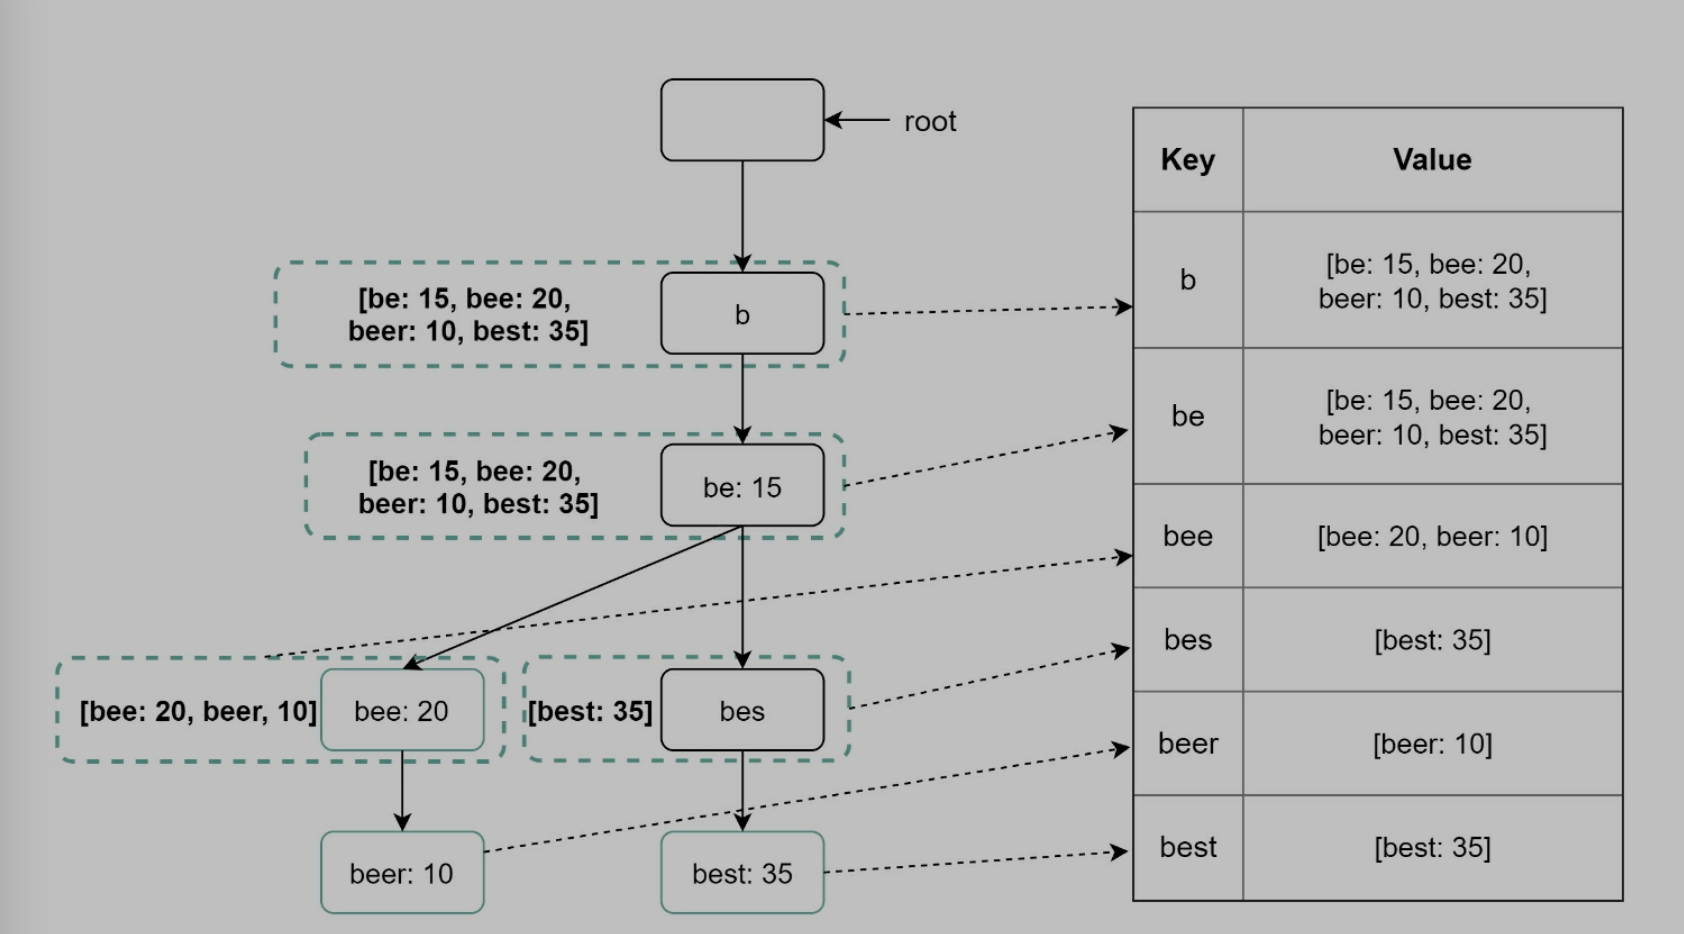 root
[be: 15, bee: 20,
beer: 10, best: 35]
b
[be: 15, bee: 20,
beer: 10, best: 35]
be: 15
[bee: 20, beer, 10]
bee: 20
[best: 35]
bes
beer: 10
best: 35
Key Value
b
[be: 15, bee: 20,
beer: 10, best: 35]
be
[be: 15, bee: 20,
beer: 10, best: 35]
bee [bee: 20, beer: 10]
bes [best: 35]
beer [beer: 10]
best [best: 35]